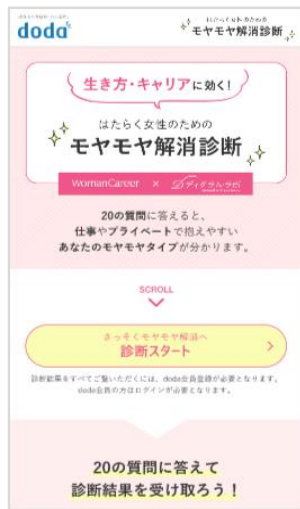 doda
はたらく女性のための
モヤモヤ解消診断
生き方・キャリアに効く!
はたらく女性のための
モヤモヤ解消診断
WomanCareer × ディグラム・ラボ
20の質問に答えると、
仕事やプライベートで抱えやすい
あなたのモヤモヤタイプが分かります。
SCROLL
さっそくモヤモヤ解消へ
診断スタート
診断結果をすべてご覧いただくには、doda会員登録が必要となります。
doda会員の方はログインが必要となります。
20の質問に答えて
診断結果を受け取ろう!